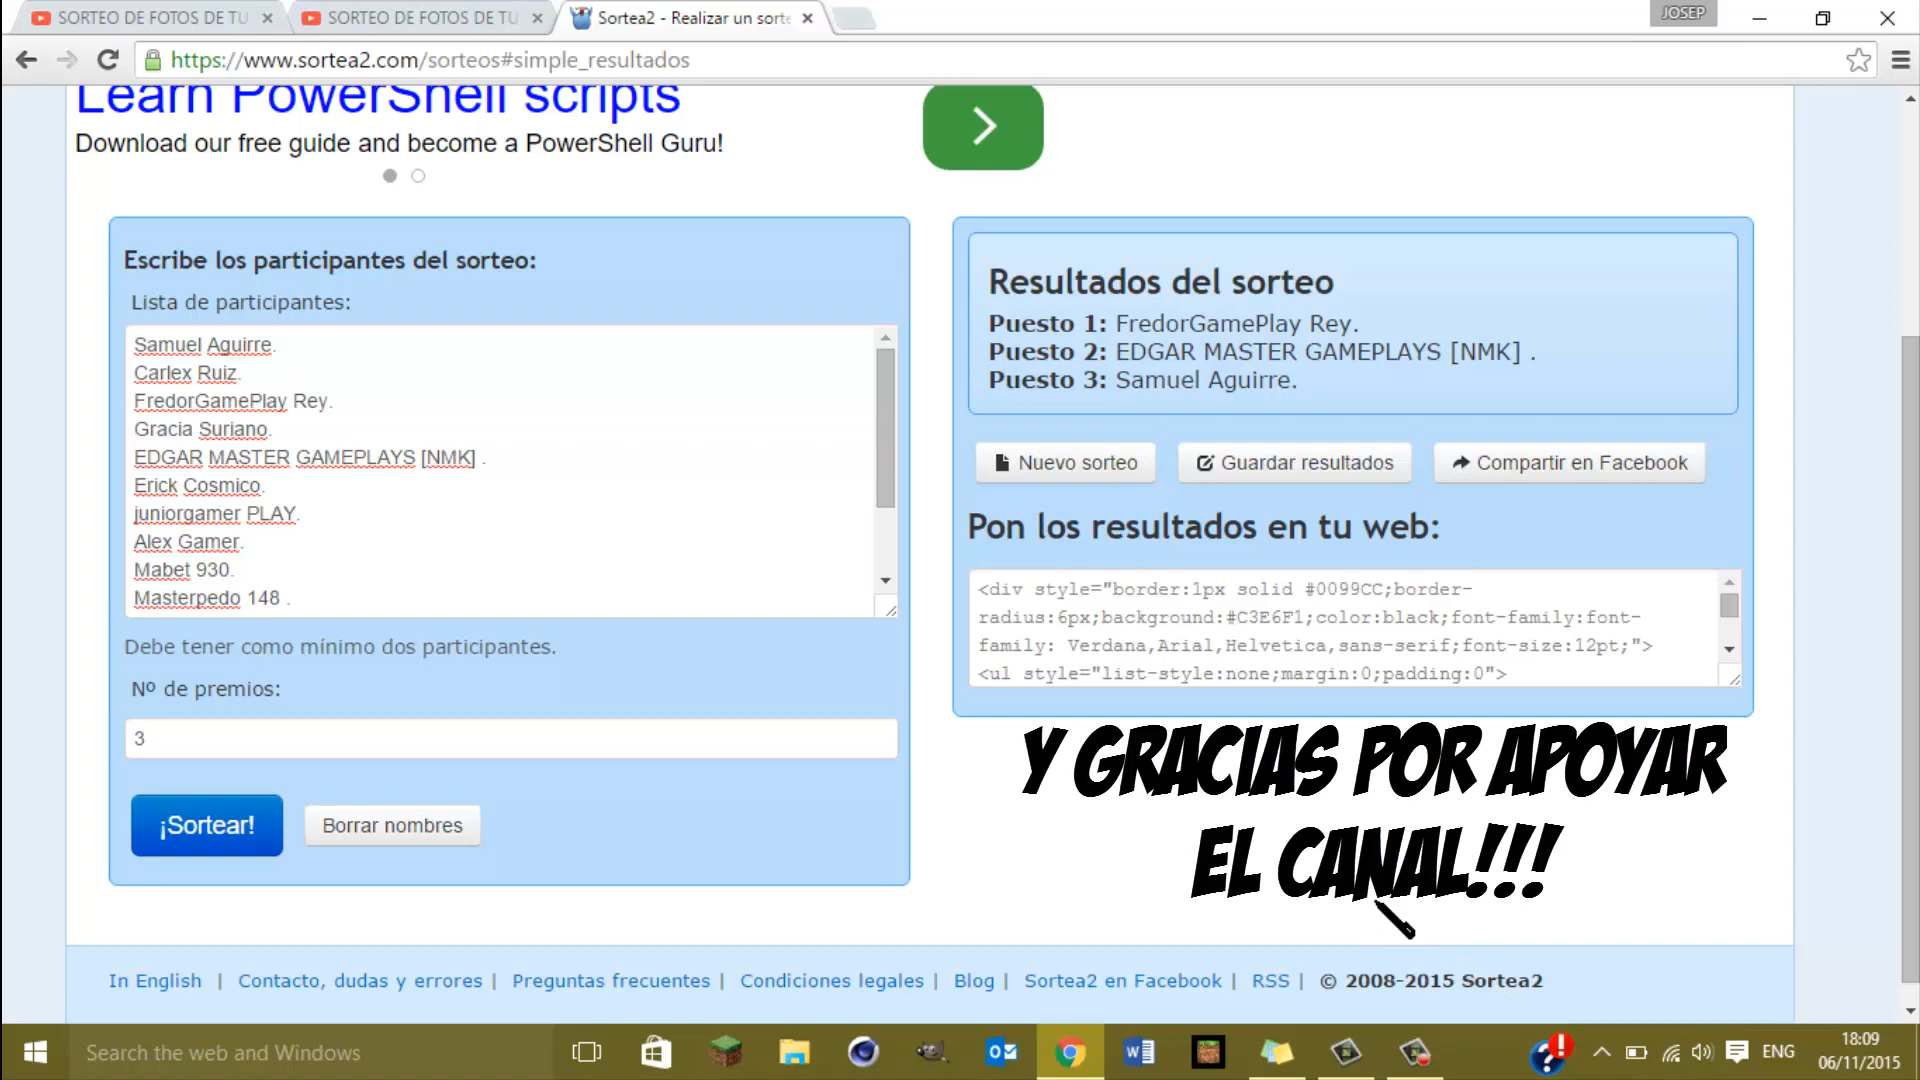 SORTEO DE FOTOS DE TU
SORTEO DE FOTOS DE TU
Sortea2 - Realizar un sorte
JOSEP
https://www.sortea2.com/sorteos#simple_resultados
Learn PowerShell scripts
Download our free guide and become a PowerShell Guru!
Escribe los participantes del sorteo:
Lista de participantes:
Samuel Aguirre.
Carlex Ruiz.
FredorGamePlay Rey.
Gracia Suriano.
EDGAR MASTER GAMEPLAYS [NMK] .
Erick Cosmico.
juniorgamer PLAY.
Alex Gamer.
Mabet 930.
Masterpedo 148 .
Debe tener como mínimo dos participantes.
Nº de premios:
3
¡Sortear!
Borrar nombres
Resultados del sorteo
Puesto 1: FredorGamePlay Rey.
Puesto 2: EDGAR MASTER GAMEPLAYS [NMK] .
Puesto 3: Samuel Aguirre.
Nuevo sorteo
Guardar resultados
Compartir en Facebook
Pon los resultados en tu web:
<div style="border:1px solid #0099CC;border-
radius:6px;background:#C3E6F1;color:black;font-family:font-
family: Verdana,Arial,Helvetica,sans-serif;font-size:12pt;">
<ul style="list-style:none;margin:0;padding:0">
Y GRACIAS POR APOYAR
EL CANAL!!!
In English | Contacto, dudas y errores | Preguntas frecuentes | Condiciones legales | Blog | Sortea2 en Facebook | RSS | © 2008-2015 Sortea2
Search the web and Windows
ENG
18:09
06/11/2015